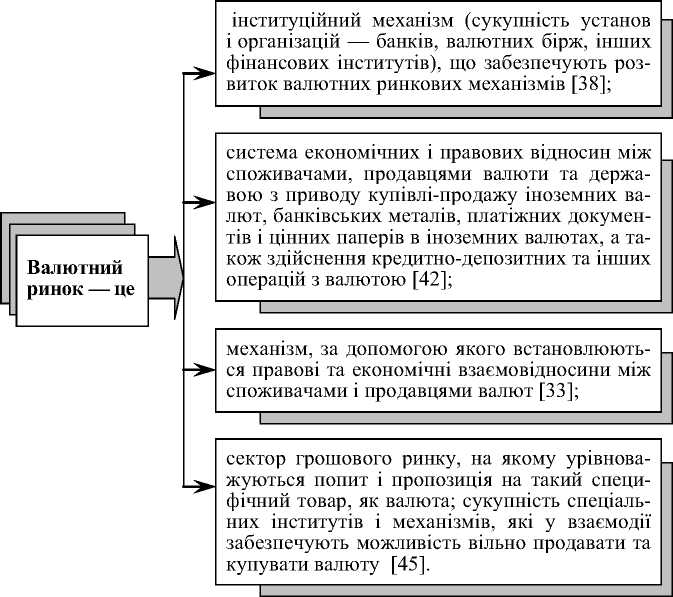 Валютний
ринок — це
інституційний механізм (сукупність установ
і організацій — банків, валютних бірж, інших
фінансових інститутів), що забезпечують роз-
виток валютних ринкових механізмів [38];
система економічних і правових відносин між
споживачами, продавцями валюти та держа-
вою з приводу купівлі-продажу іноземних ва-
лют, банківських металів, платіжних докумен-
тів і цінних паперів в іноземних валютах, а та-
кож здійснення кредитно-депозитних та інших
операцій з валютою [42];
механізм, за допомогою якого встановлюють-
ся правові та економічні взаємовідносини між
споживачами і продавцями валют [33];
сектор грошового ринку, на якому урівнова-
жуються попит і пропозиція на такий специ-
фічний товар, як валюта; сукупність спеціаль-
них інститутів і механізмів, які у взаємодії
забезпечують можливість вільно продавати та
купувати валюту [45].